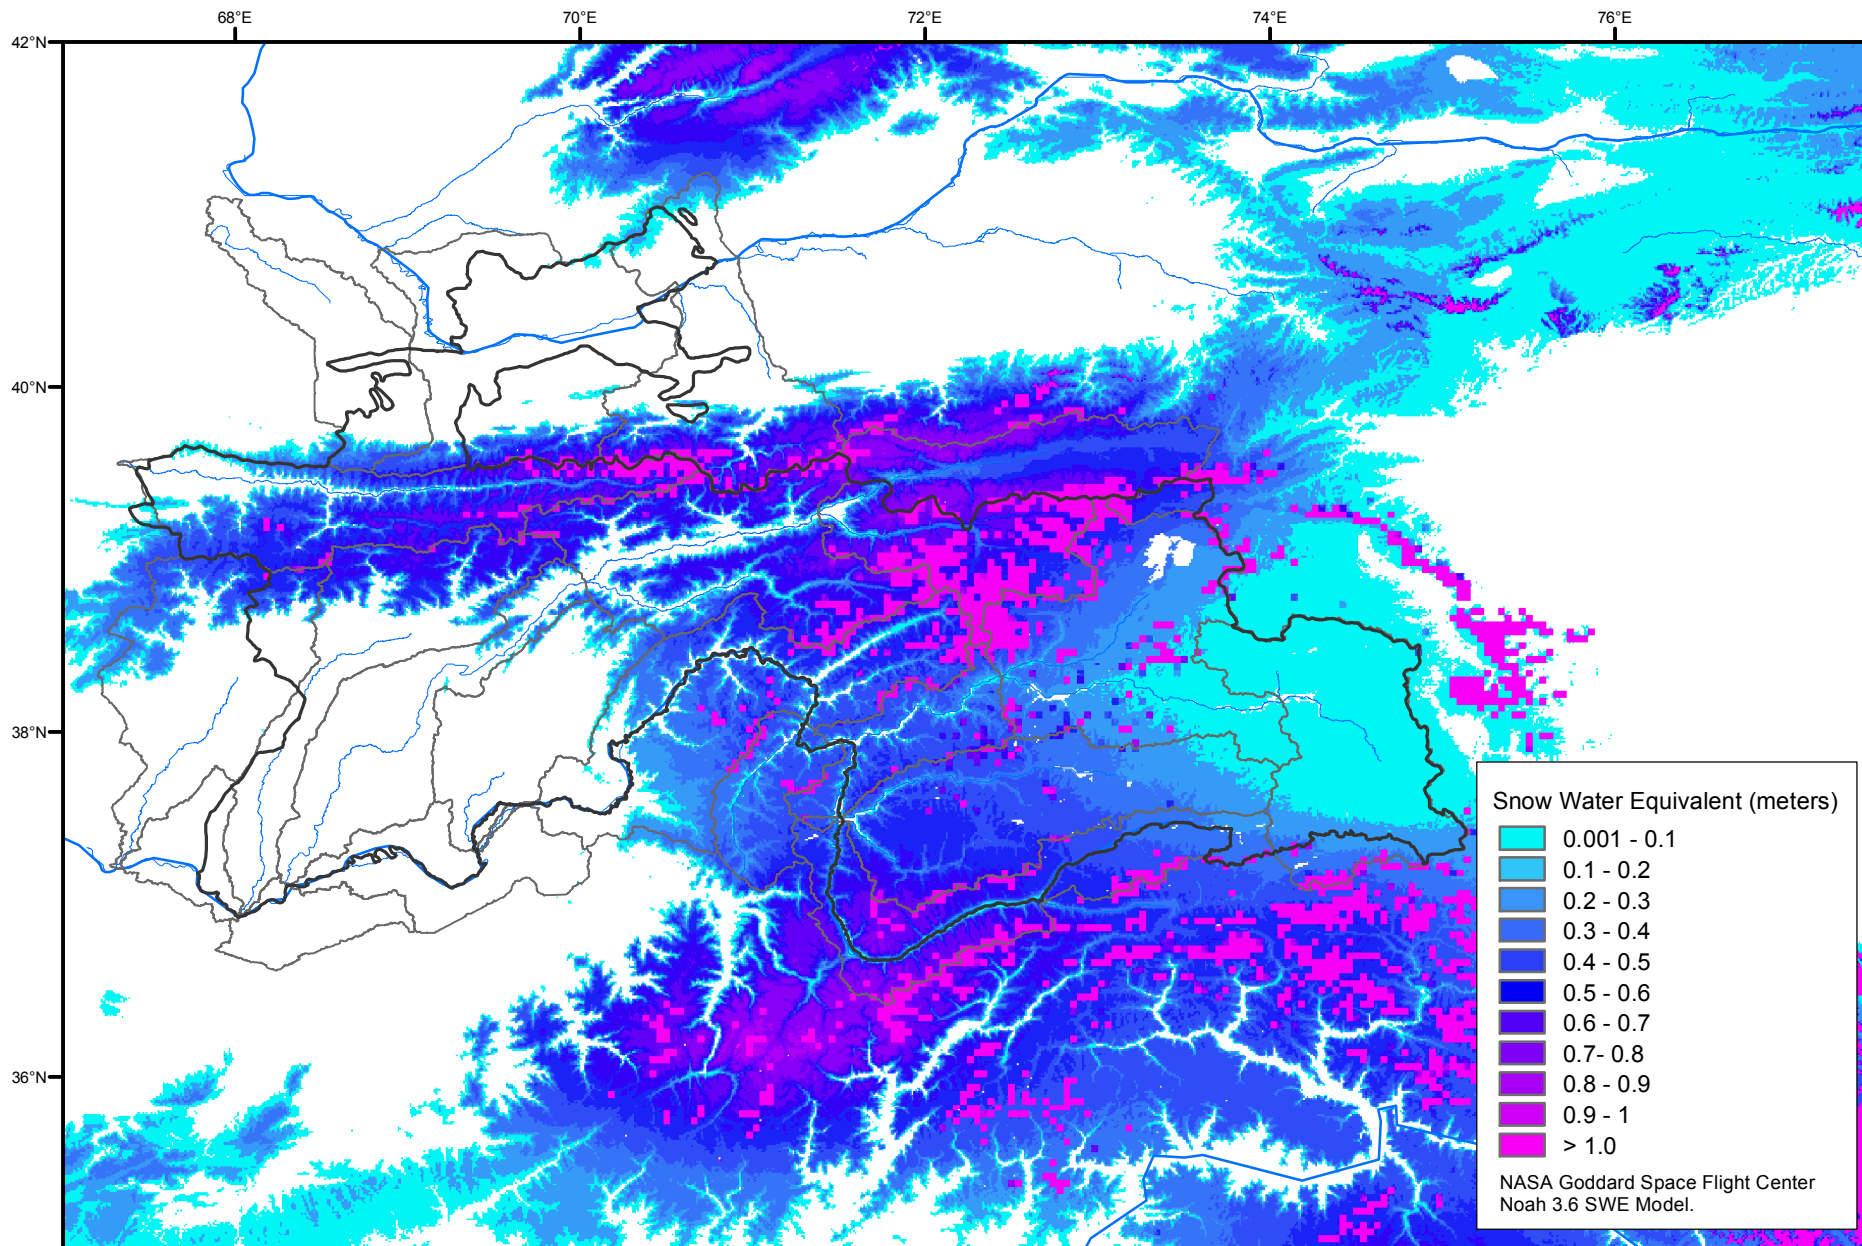 68°E 70°E 72°E 74°E 76°E
42°N
40°N
38°N
36°N
Snow Water Equivalent (meters)
0.001 - 0.1
0.1 - 0.2
0.2 - 0.3
0.3 - 0.4
0.4 - 0.5
0.5 - 0.6
0.6 - 0.7
0.7- 0.8
0.8 - 0.9
0.9 - 1
> 1.0
NASA Goddard Space Flight Center
Noah 3.6 SWE Model.